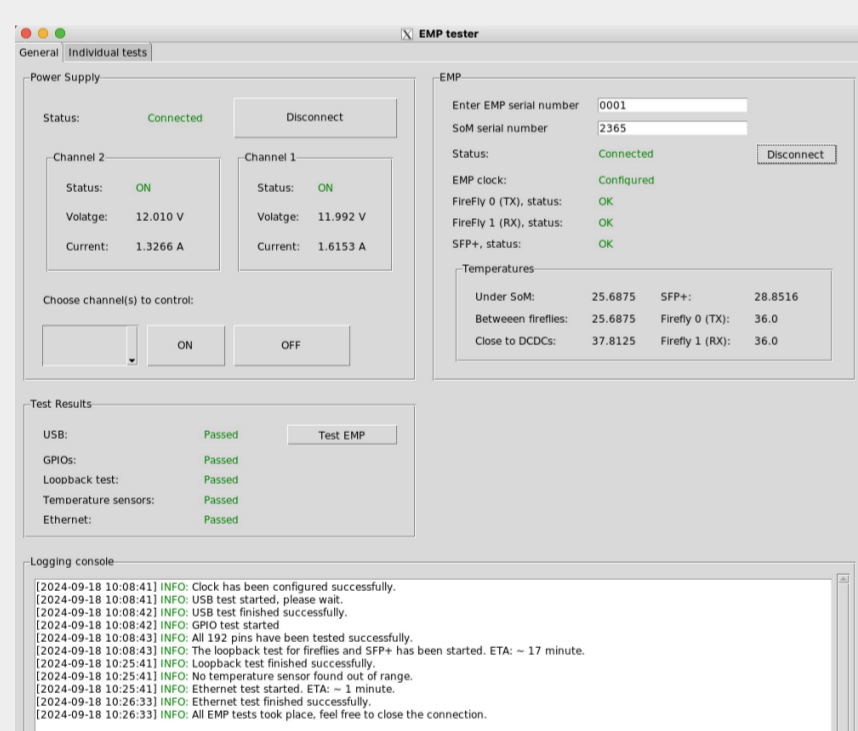 EMP tester
General Individual tests
Power Supply
Status: Connected Disconnect
Channel 2
Status: ON
Volatge: 12.010 V
Current: 1.3266 A
Channel 1
Status: ON
Volatge: 11.992 V
Current: 1.6153 A
Choose channel(s) to control:
ON OFF
EMP
Enter EMP serial number 0001
SoM serial number 2365
Status: Connected Disconnect
EMP clock: Configured
FireFly 0 (TX), status: OK
FireFly 1 (RX), status: OK
SFP+, status: OK
Temperatures
Under SoM: 25.6875 SFP+: 28.8516
Betweeen fireflies: 25.6875 Firefly 0 (TX): 36.0
Close to DCDCs: 37.8125 Firefly 1 (RX): 36.0
Test Results
USB: Passed Test EMP
GPIOs: Passed
Loopback test: Passed
Temperature sensors: Passed
Ethernet: Passed
Logging console
[2024-09-18 10:08:41] INFO: Clock has been configured successfully.
[2024-09-18 10:08:41] INFO: USB test started, please wait.
[2024-09-18 10:08:42] INFO: USB test finished successfully.
[2024-09-18 10:08:42] INFO: GPIO test started
[2024-09-18 10:08:43] INFO: All 192 pins have been tested successfully.
[2024-09-18 10:08:43] INFO: The loopback test for fireflies and SFP+ has been started. ETA: ~ 17 minute.
[2024-09-18 10:25:41] INFO: Loopback test finished successfully.
[2024-09-18 10:25:41] INFO: No temperature sensor found out of range.
[2024-09-18 10:25:41] INFO: Ethernet test started. ETA: ~ 1 minute.
[2024-09-18 10:26:33] INFO: Ethernet test finished successfully.
[2024-09-18 10:26:33] INFO: All EMP tests took place, feel free to close the connection.